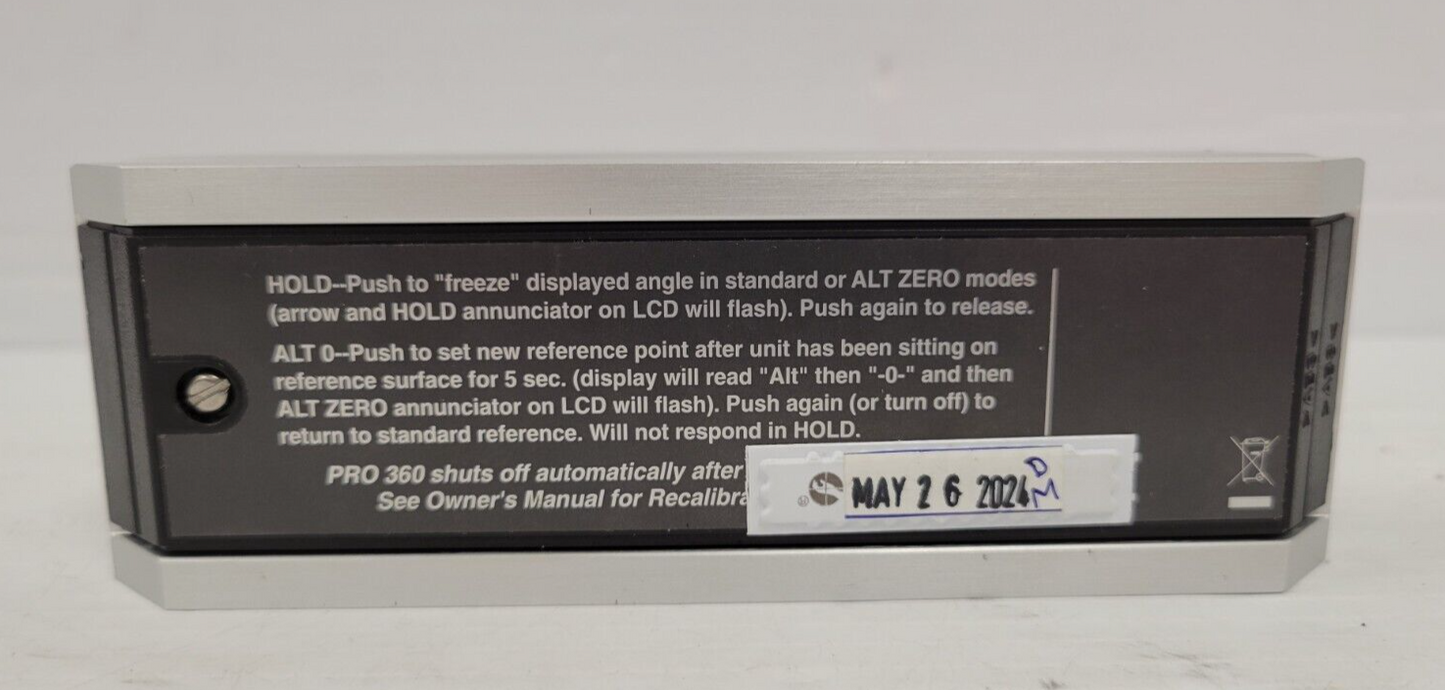 HOLD--Push to "freeze" displayed angle in standard or ALT ZERO modes
(arrow and HOLD annunciator on LCD will flash). Push again to release.
ALT 0--Push to set new reference point after unit has been sitting on
reference surface for 5 sec. (display will read "Alt" then "-0-" and then
ALT ZERO annunciator on LCD will flash). Push again (or turn off) to
return to standard reference. Will not respond in HOLD.
PRO 360 shuts off automatically after
See Owner's Manual for Recalibra
MAY 26 2024
DM